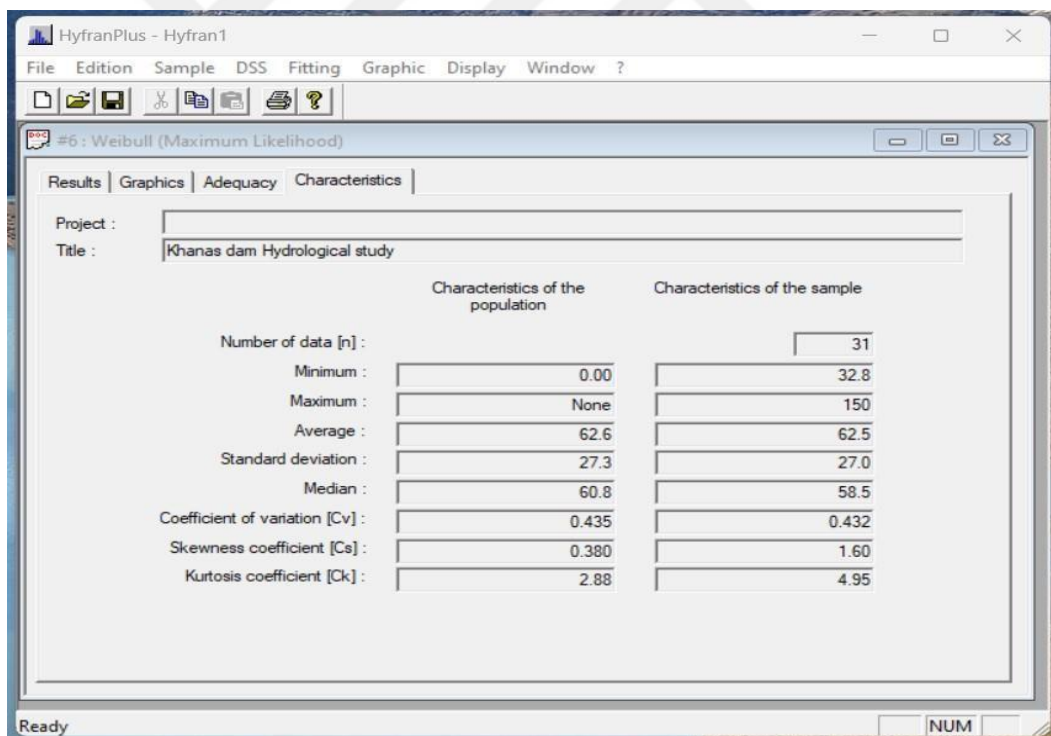 HyfranPlus - Hyfran1
File Edition Sample DSS Fitting Graphic Display Window ?
#6 : Weibull (Maximum Likelihood)
Results Graphics Adequacy Characteristics
Project :
Title : Khanas dam Hydrological study
Characteristics of the population
Characteristics of the sample
Number of data [n] : 31
Minimum : 0.00 32.8
Maximum : None 150
Average : 62.6 62.5
Standard deviation : 27.3 27.0
Median : 60.8 58.5
Coefficient of variation [Cv] : 0.435 0.432
Skewness coefficient [Cs] : 0.380 1.60
Kurtosis coefficient [Ck] : 2.88 4.95
Ready NUM